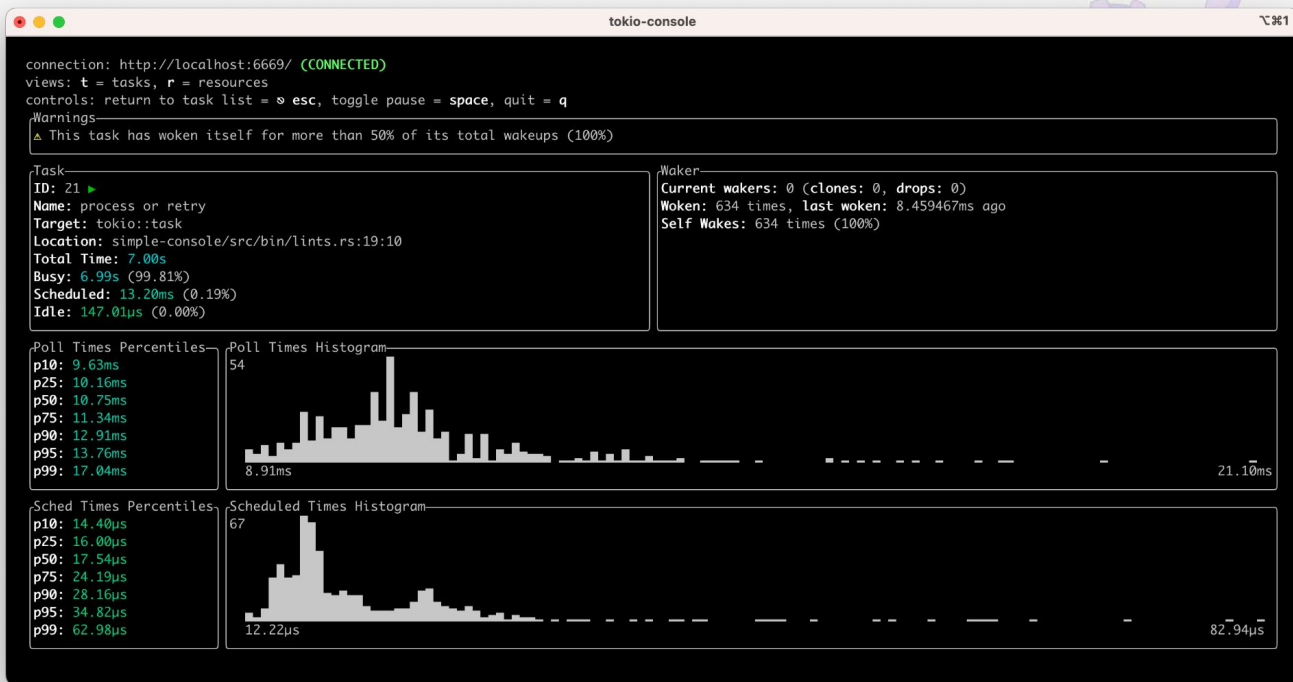 tokio-console
⌥⌘1
connection: http://localhost:6669/ (CONNECTED)
views: t = tasks, r = resources
controls: return to task list = ⎋ esc, toggle pause = space, quit = q
Warnings
⚠ This task has woken itself for more than 50% of its total wakeups (100%)
Task
ID: 21 ▶
Name: process or retry
Target: tokio::task
Location: simple-console/src/bin/lints.rs:19:10
Total Time: 7.00s
Busy: 6.99s (99.81%)
Scheduled: 13.20ms (0.19%)
Idle: 147.01µs (0.00%)
Waker
Current wakers: 0 (clones: 0, drops: 0)
Woken: 634 times, last woken: 8.459467ms ago
Self Wakes: 634 times (100%)
Poll Times Percentiles
p10: 9.63ms
p25: 10.16ms
p50: 10.75ms
p75: 11.34ms
p90: 12.91ms
p95: 13.76ms
p99: 17.04ms
Poll Times Histogram
54
8.91ms
21.10ms
Sched Times Percentiles
p10: 14.40µs
p25: 16.00µs
p50: 17.54µs
p75: 24.19µs
p90: 28.16µs
p95: 34.82µs
p99: 62.98µs
Scheduled Times Histogram
67
12.22µs
82.94µs